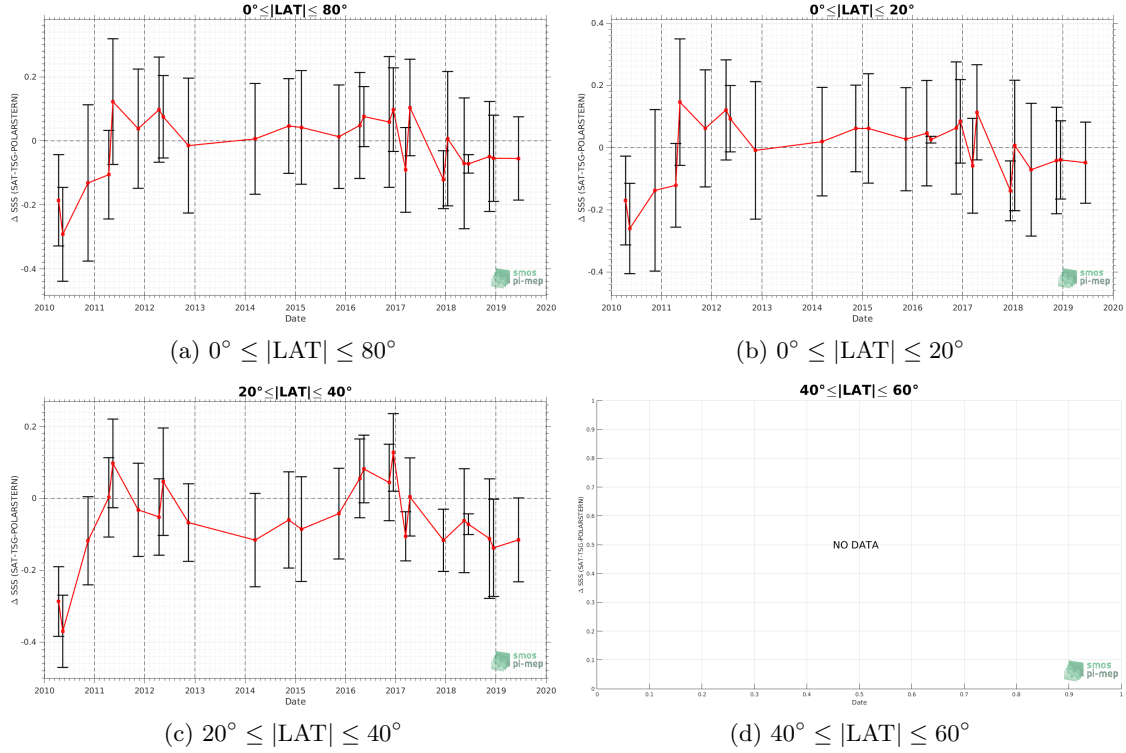 0°≤|LAT|≤ 80°
0.2
0
-0.2
-0.4
Δ SSS (SAT-TSG-POLARSTERN)
2010 2011 2012 2013 2014 2015 2016 2017 2018 2019 2020
Date
smos
pi-mep
(a) 0° ≤ |LAT| ≤ 80°
0°≤|LAT|≤ 20°
0.4
0.2
0
-0.2
-0.4
Δ SSS (SAT-TSG-POLARSTERN)
2010 2011 2012 2013 2014 2015 2016 2017 2018 2019 2020
Date
smos
pi-mep
(b) 0° ≤ |LAT| ≤ 20°
20°≤|LAT|≤ 40°
0.2
0
-0.2
-0.4
Δ SSS (SAT-TSG-POLARSTERN)
2010 2011 2012 2013 2014 2015 2016 2017 2018 2019 2020
Date
smos
pi-mep
(c) 20° ≤ |LAT| ≤ 40°
40°≤|LAT|≤ 60°
1
0.9
0.8
0.7
0.6
0.5
0.4
0.3
0.2
0.1
0
Δ SSS (SAT-TSG-POLARSTERN)
NO DATA
0 0.1 0.2 0.3 0.4 0.5 0.6 0.7 0.8 0.9 1
Date
smos
pi-mep
(d) 40° ≤ |LAT| ≤ 60°